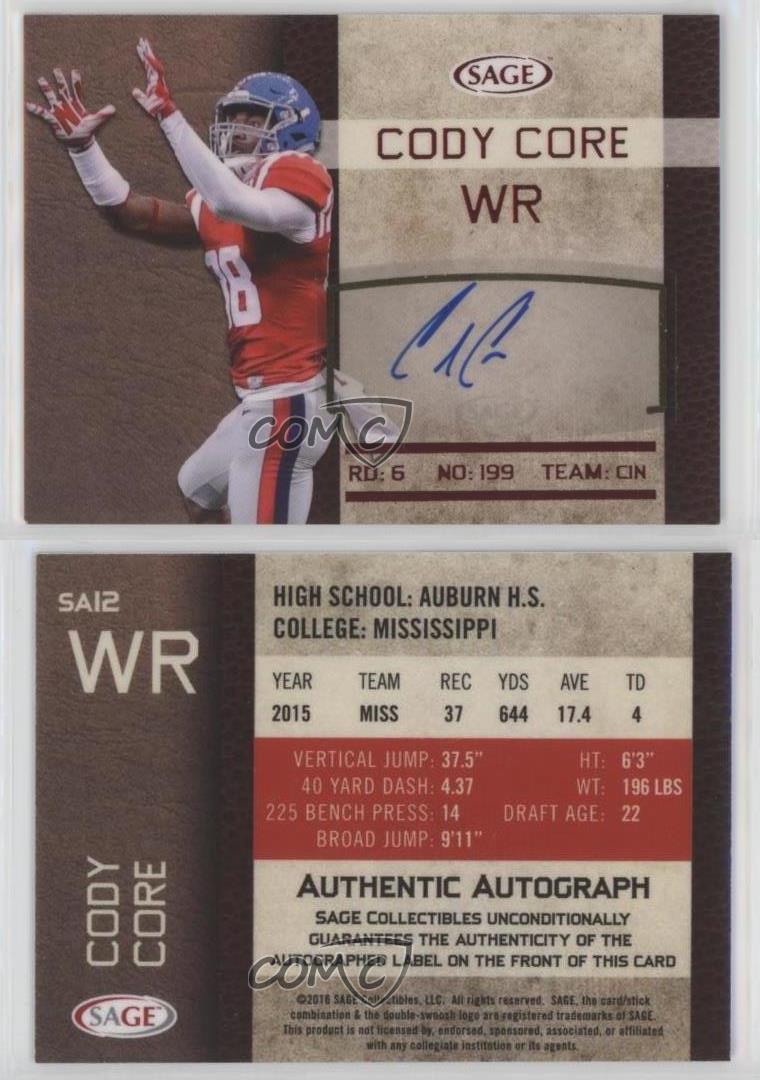 SAGE
CODY CORE
WR
18
RD: 6 NO: 199 TEAM: CIN
COMC
SA12
WR
CODY
CORE
SAGE
HIGH SCHOOL: AUBURN H.S.
COLLEGE: MISSISSIPPI
YEAR TEAM REC YDS AVE TD
2015 MISS 37 644 17.4 4
VERTICAL JUMP: 37.5" HT: 6'3"
40 YARD DASH: 4.37 WT: 196 LBS
225 BENCH PRESS: 14 DRAFT AGE: 22
BROAD JUMP: 9'11"
AUTHENTIC AUTOGRAPH
SAGE COLLECTIBLES UNCONDITIONALLY
GUARANTEES THE AUTHENTICITY OF THE
AUTOGRAPHED LABEL ON THE FRONT OF THIS CARD
COMC
©2016 SAGE Collectibles, LLC. All rights reserved. SAGE, the card/stick
combination & the double-swoosh logo are registered trademarks of SAGE.
This product is not licensed by, endorsed, sponsored, associated, or affiliated
with any collegiate institution or its agents.